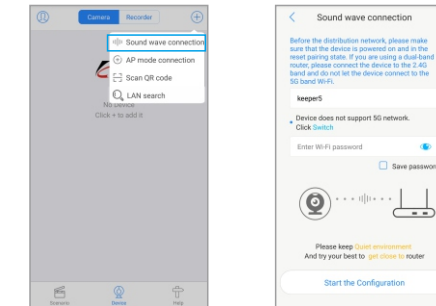 Camera
Recorder
Sound wave connection
AP mode connection
Scan QR code
LAN search
No Device
Click + to add it
Scenario
Device
Help
Sound wave connection
Before the distribution network, please make
sure that the device is powered on and in the
reset pairing state. If you are using a dual-band
router, please connect the device to the 2.4G
band and do not let the device connect to the
5G band Wi-Fi.
keeper5
Device does not support 5G network.
Click Switch
Enter Wi-Fi password
Save password
Please keep Quiet environment
And try your best to get close to router
Start the Configuration